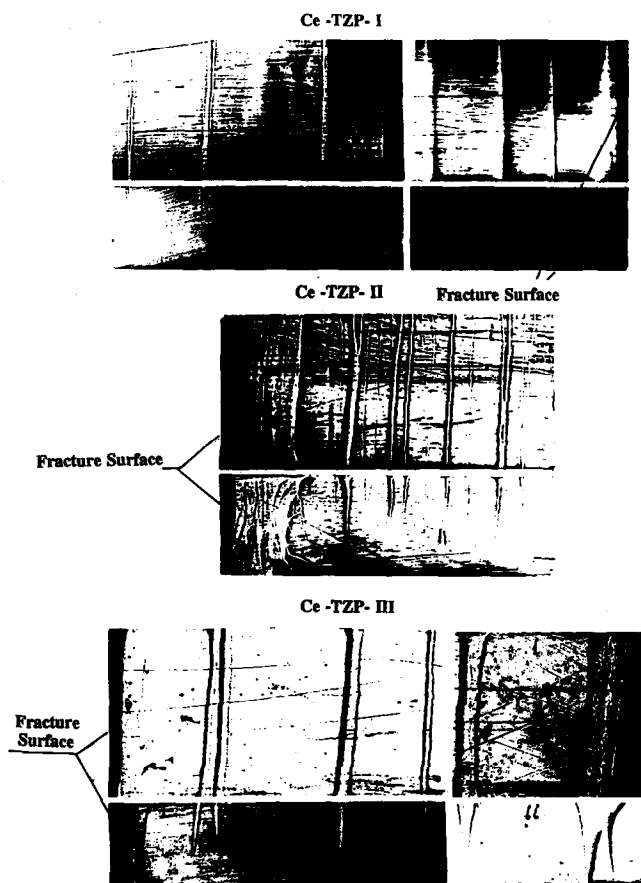 Ce -TZP- I
Ce -TZP- II
Fracture Surface
Fracture Surface
Ce -TZP- III
Fracture
Surface